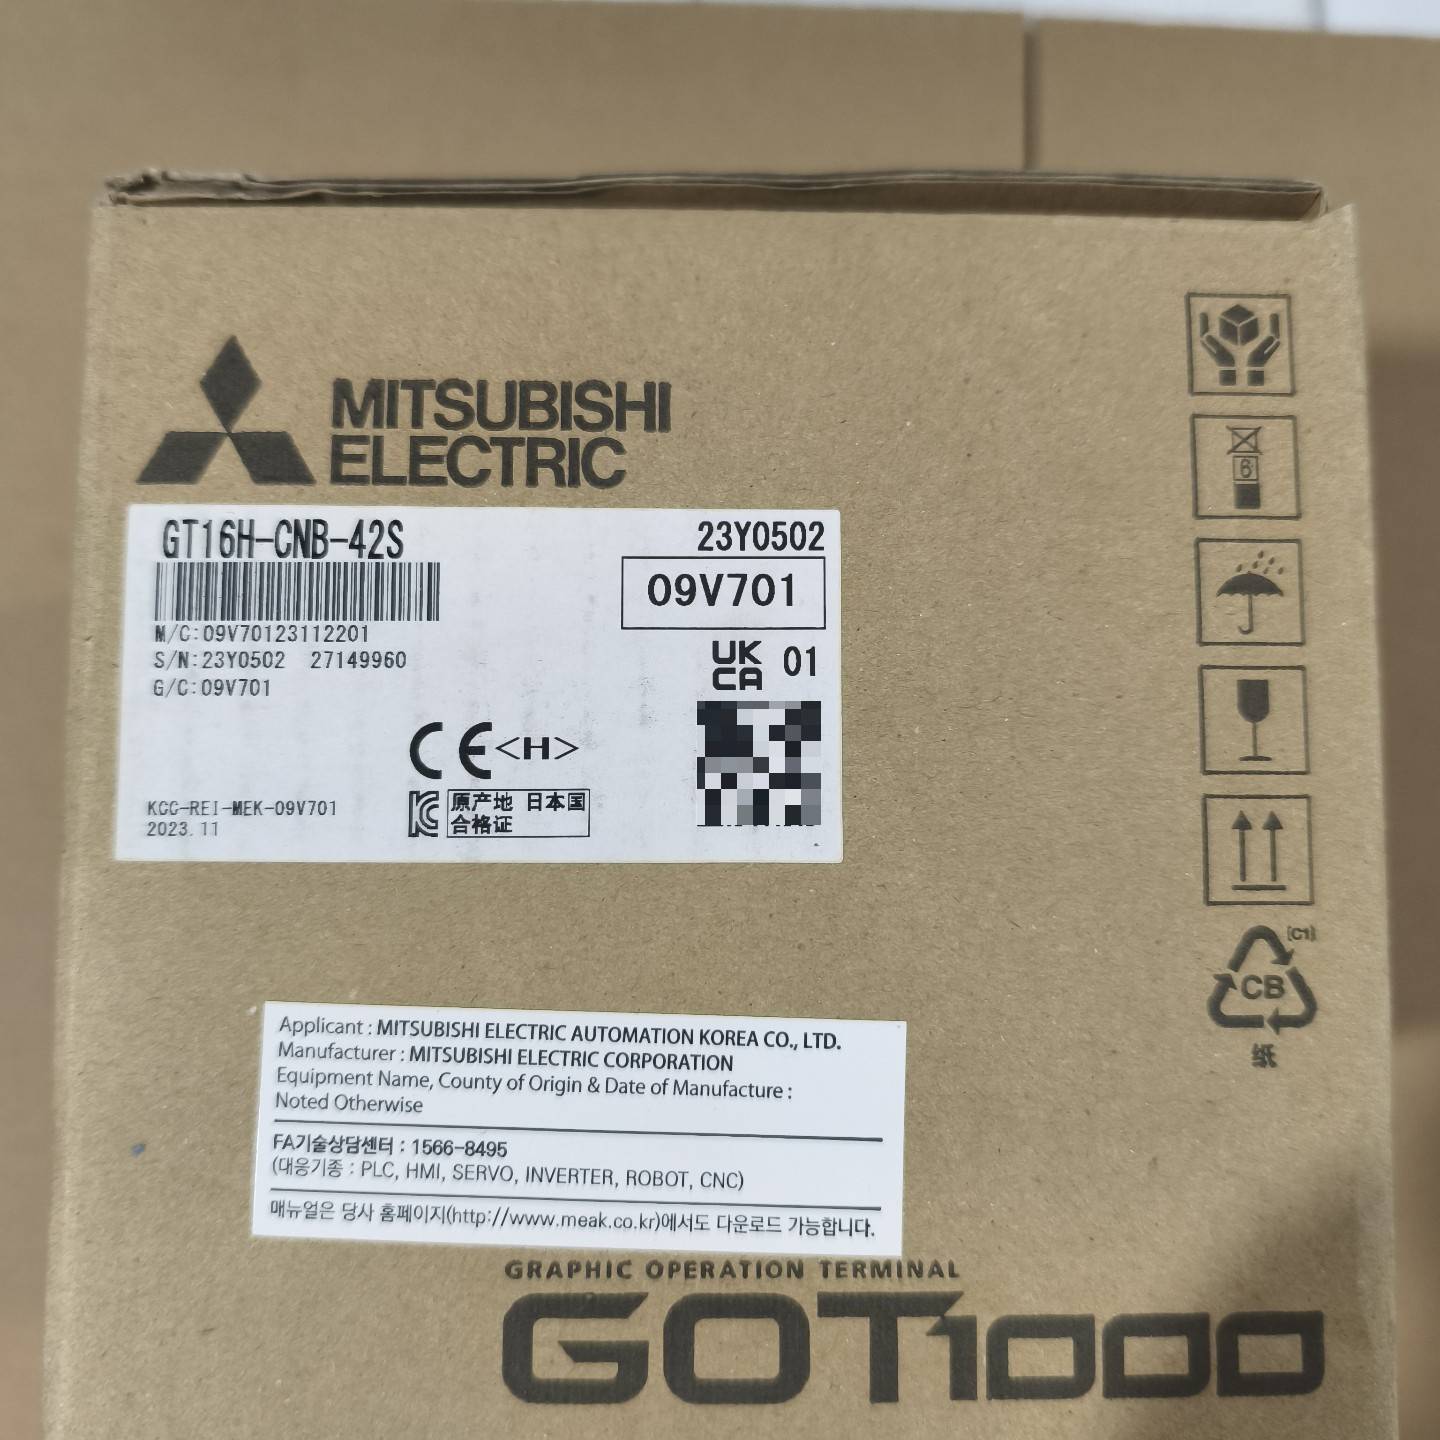 MITSUBISHI
ELECTRIC
GT16H-CNB-42S
23Y0502
09V701
M/C:09V70123112201
S/N:23Y0502 27149960
G/C:09V701
UK
CA
01
CE<H>
KCC-REI-MEK-09V701
2023.11
原产地 日本国
合格证
6
[C1]
CB
纸
Applicant : MITSUBISHI ELECTRIC AUTOMATION KOREA CO., LTD.
Manufacturer : MITSUBISHI ELECTRIC CORPORATION
Equipment Name, County of Origin & Date of Manufacture :
Noted Otherwise
FA기술상담센터 : 1566-8495
(대응기종 : PLC, HMI, SERVO, INVERTER, ROBOT, CNC)
매뉴얼은 당사 홈페이지(http://www.meak.co.kr)에서도 다운로드 가능합니다.
GRAPHIC OPERATION TERMINAL
GOT1000